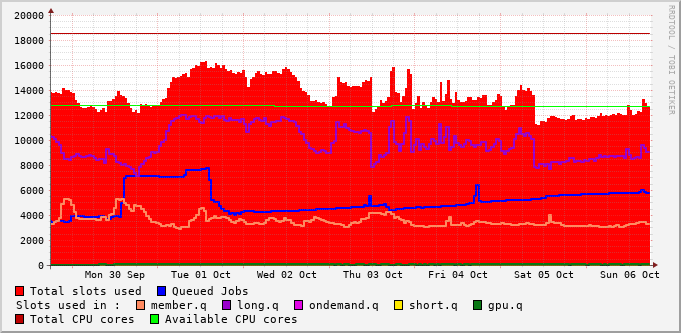 RRDTOOL / TOBI OETIKER
20000
18000
16000
14000
12000
10000
8000
6000
4000
2000
0
Mon 30 Sep Tue 01 Oct Wed 02 Oct Thu 03 Oct Fri 04 Oct Sat 05 Oct Sun 06 Oct
Total slots used Queued Jobs
Slots used in : member.q long.q ondemand.q short.q gpu.q
Total CPU cores Available CPU cores